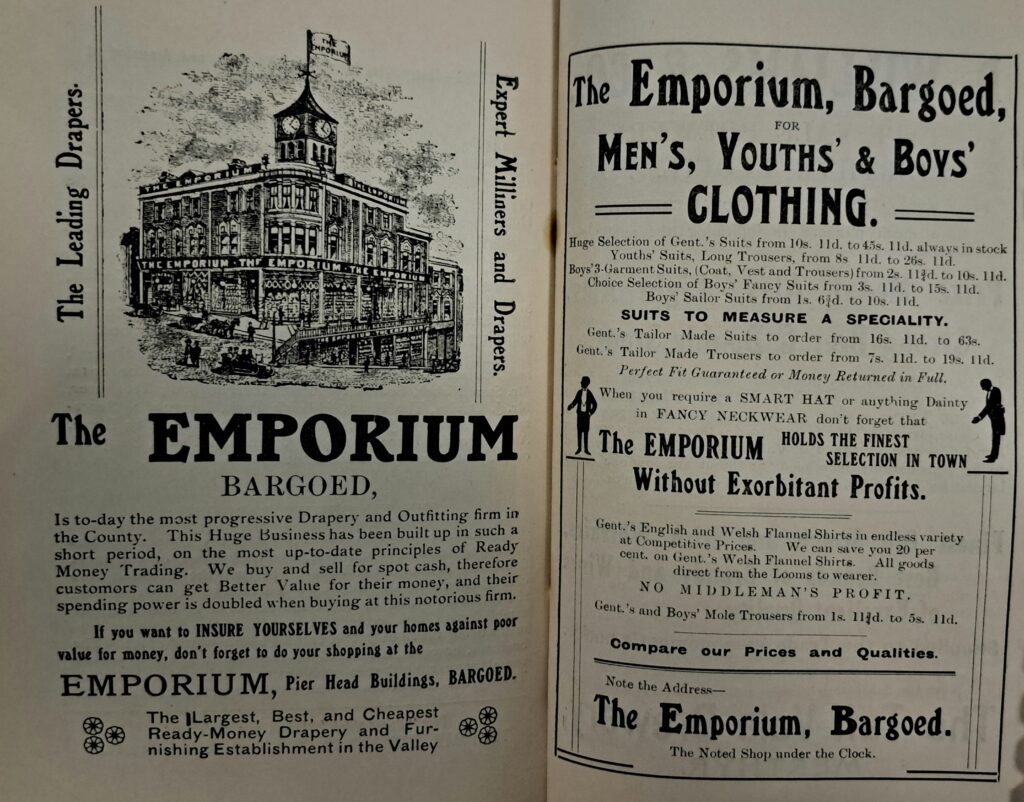 THE
EMPORIUM
The Leading Drapers.
Expert Milliners and Drapers.
THE EMPORIUM
THE EMPORIUM
THE EMPORIUM · THE EMPORIUM · THE EMPORIUM
The EMPORIUM
BARGOED,
Is to-day the most progressive Drapery and Outfitting firm in
the County. This Huge Business has been built up in such a
short period, on the most up-to-date principles of Ready
Money Trading. We buy and sell for spot cash, therefore
customers can get Better Value for their money, and their
spending power is doubled when buying at this notorious firm.
If you want to INSURE YOURSELVES and your homes against poor
value for money, don't forget to do your shopping at the
EMPORIUM, Pier Head Buildings, BARGOED.
The Largest, Best, and Cheapest
Ready-Money Drapery and Fur-
nishing Establishment in the Valley
The Emporium, Bargoed,
FOR
MEN'S, YOUTHS' & BOYS'
CLOTHING.
Huge Selection of Gent.'s Suits from 10s. 11d. to 45s. 11d. always in stock
Youths' Suits, Long Trousers, from 8s 11d. to 26s. 11d.
Boys' 3-Garment Suits, (Coat, Vest and Trousers) from 2s. 11¾d. to 10s. 11d.
Choice Selection of Boys' Fancy Suits from 3s. 11d. to 15s. 11d.
Boys' Sailor Suits from 1s. 6¾d. to 10s. 11d.
SUITS TO MEASURE A SPECIALITY.
Gent.'s Tailor Made Suits to order from 16s. 11d. to 63s.
Gent.'s Tailor Made Trousers to order from 7s. 11d. to 19s. 11d.
Perfect Fit Guaranteed or Money Returned in Full.
When you require a SMART HAT or anything Dainty
in FANCY NECKWEAR don't forget that
The EMPORIUM HOLDS THE FINEST
SELECTION IN TOWN
Without Exorbitant Profits.
Gent.'s English and Welsh Flannel Shirts in endless variety
at Competitive Prices. We can save you 20 per
cent. on Gent.'s Welsh Flannel Shirts. All goods
direct from the Looms to wearer.
NO MIDDLEMAN'S PROFIT.
Gent.'s and Boys' Mole Trousers from 1s. 11¾d. to 5s. 11d.
Compare our Prices and Qualities.
Note the Address—
The Emporium, Bargoed.
The Noted Shop under the Clock.